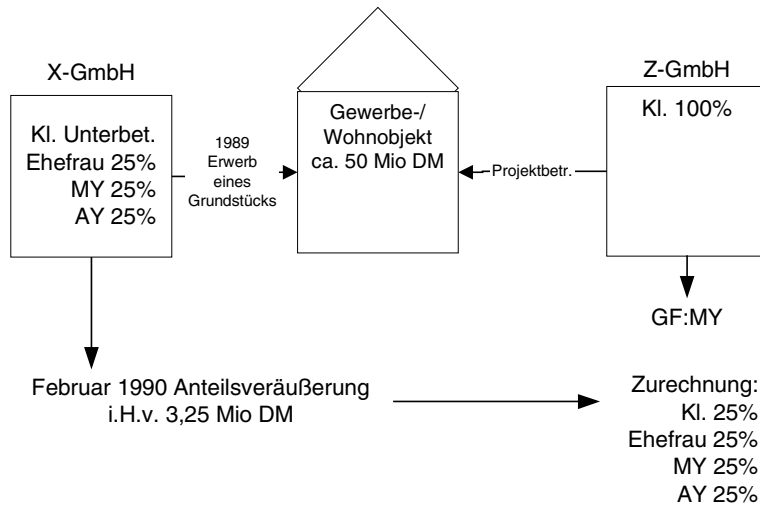 X-GmbH
Kl. Unterbet.
Ehefrau 25%
MY 25%
AY 25%
1989
Erwerb
eines
Grundstücks
Gewerbe-/
Wohnobjekt
ca. 50 Mio DM
Projektbetr.
Z-GmbH
Kl. 100%
GF:MY
Februar 1990 Anteilsveräußerung
i.H.v. 3,25 Mio DM
Zurechnung:
Kl. 25%
Ehefrau 25%
MY 25%
AY 25%